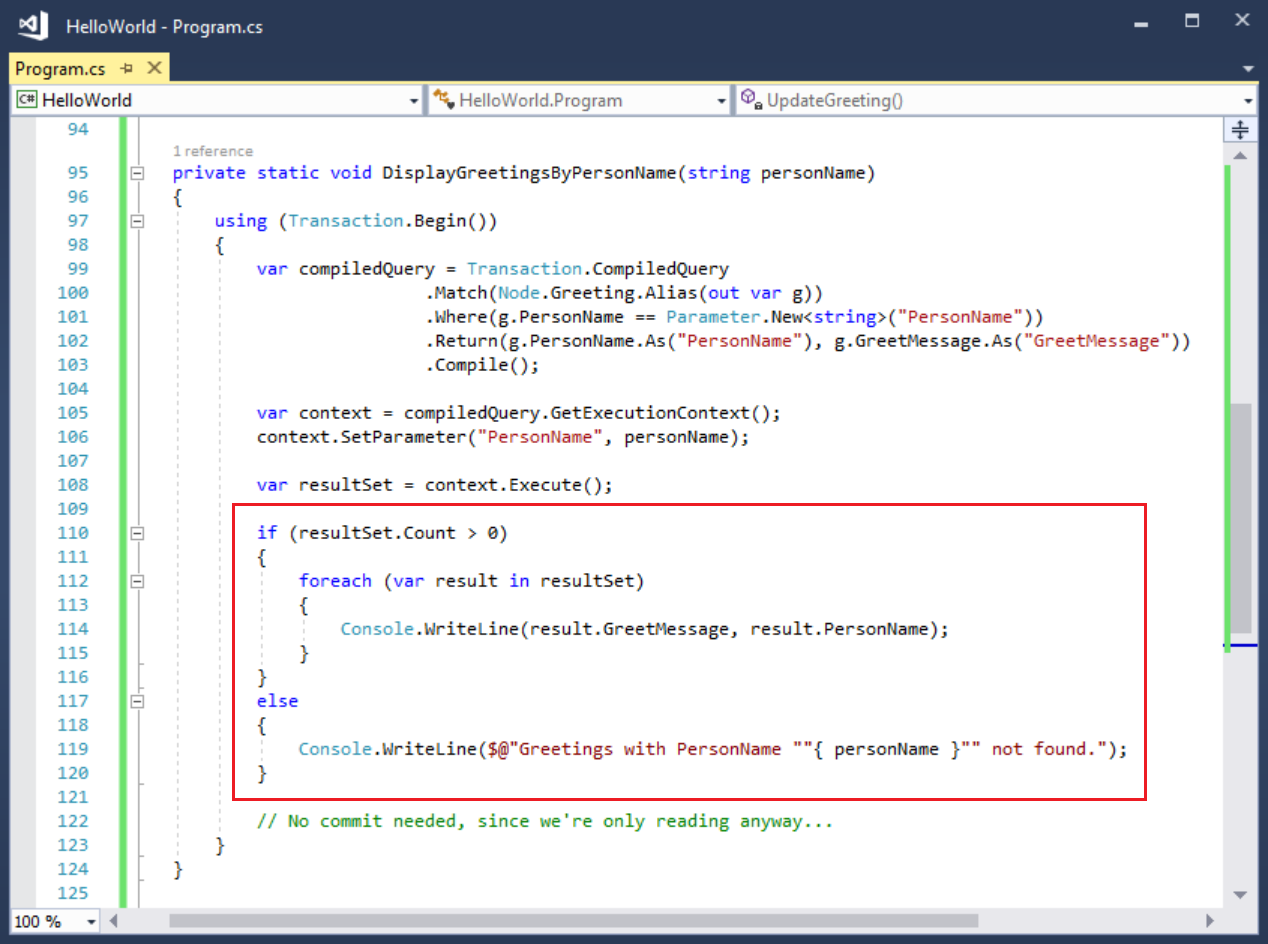 HelloWorld - Program.cs
Program.cs
C# HelloWorld HelloWorld.Program UpdateGreeting()
94
1 reference
95 private static void DisplayGreetingsByPersonName(string personName)
96 {
97 using (Transaction.Begin())
98 {
99 var compiledQuery = Transaction.CompiledQuery
100 .Match(Node.Greeting.Alias(out var g))
101 .Where(g.PersonName == Parameter.New<string>("PersonName"))
102 .Return(g.PersonName.As("PersonName"), g.GreetMessage.As("GreetMessage"))
103 .Compile();
104
105 var context = compiledQuery.GetExecutionContext();
106 context.SetParameter("PersonName", personName);
107
108 var resultSet = context.Execute();
109
110 if (resultSet.Count > 0)
111 {
112 foreach (var result in resultSet)
113 {
114 Console.WriteLine(result.GreetMessage, result.PersonName);
115 }
116 }
117 else
118 {
119 Console.WriteLine($@"Greetings with PersonName ""{ personName }"" not found.");
120 }
121
122 // No commit needed, since we're only reading anyway...
123 }
124 }
125
100 %